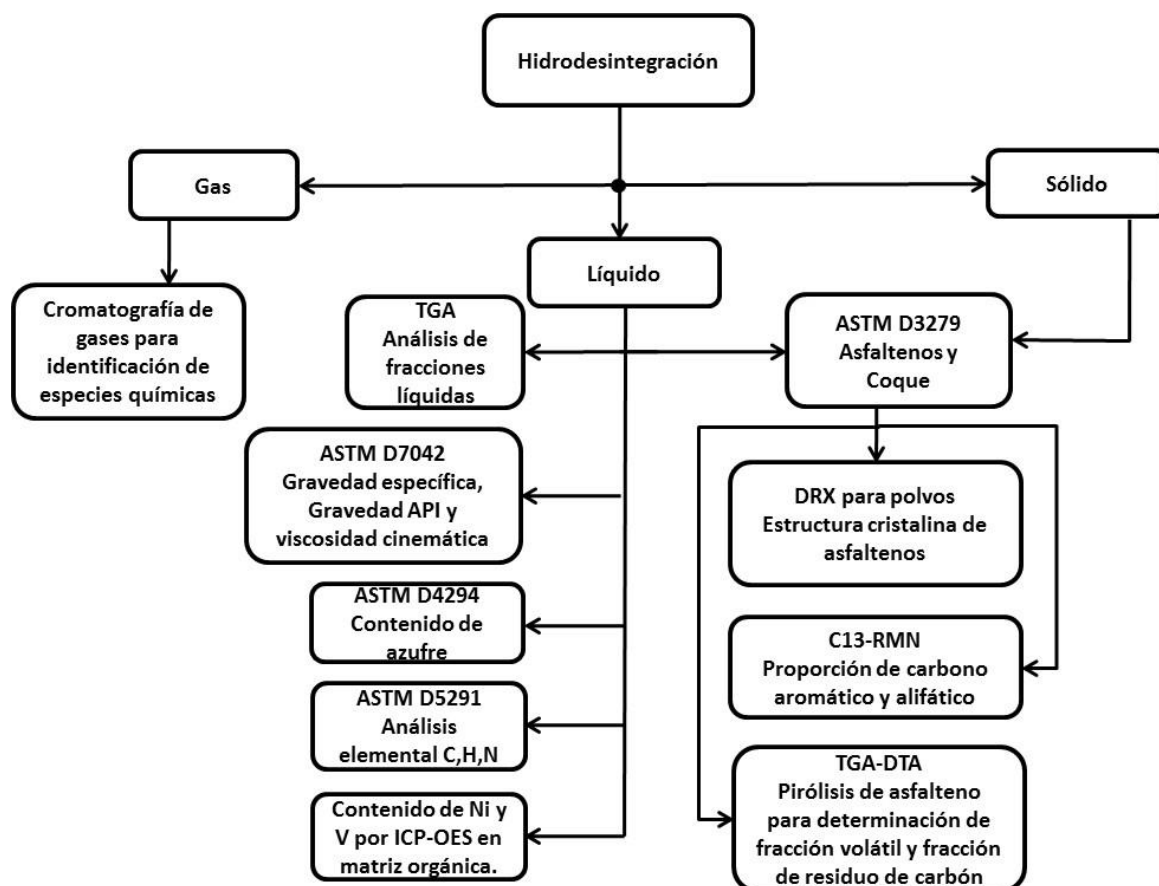 Hidrodesintegración
Gas
Sólido
Líquido
Cromatografía de
gases para
identificación de
especies químicas
TGA
Análisis de
fracciones
líquidas
ASTM D3279
Asfaltenos y
Coque
ASTM D7042
Gravedad específica,
Gravedad API y
viscosidad cinemática
DRX para polvos
Estructura cristalina de
asfaltenos
ASTM D4294
Contenido de
azufre
C13-RMN
Proporción de carbono
aromático y alifático
ASTM D5291
Análisis
elemental C,H,N
TGA-DTA
Pirólisis de asfalteno
para determinación de
fracción volátil y fracción
de residuo de carbón
Contenido de Ni y
V por ICP-OES en
matriz orgánica.